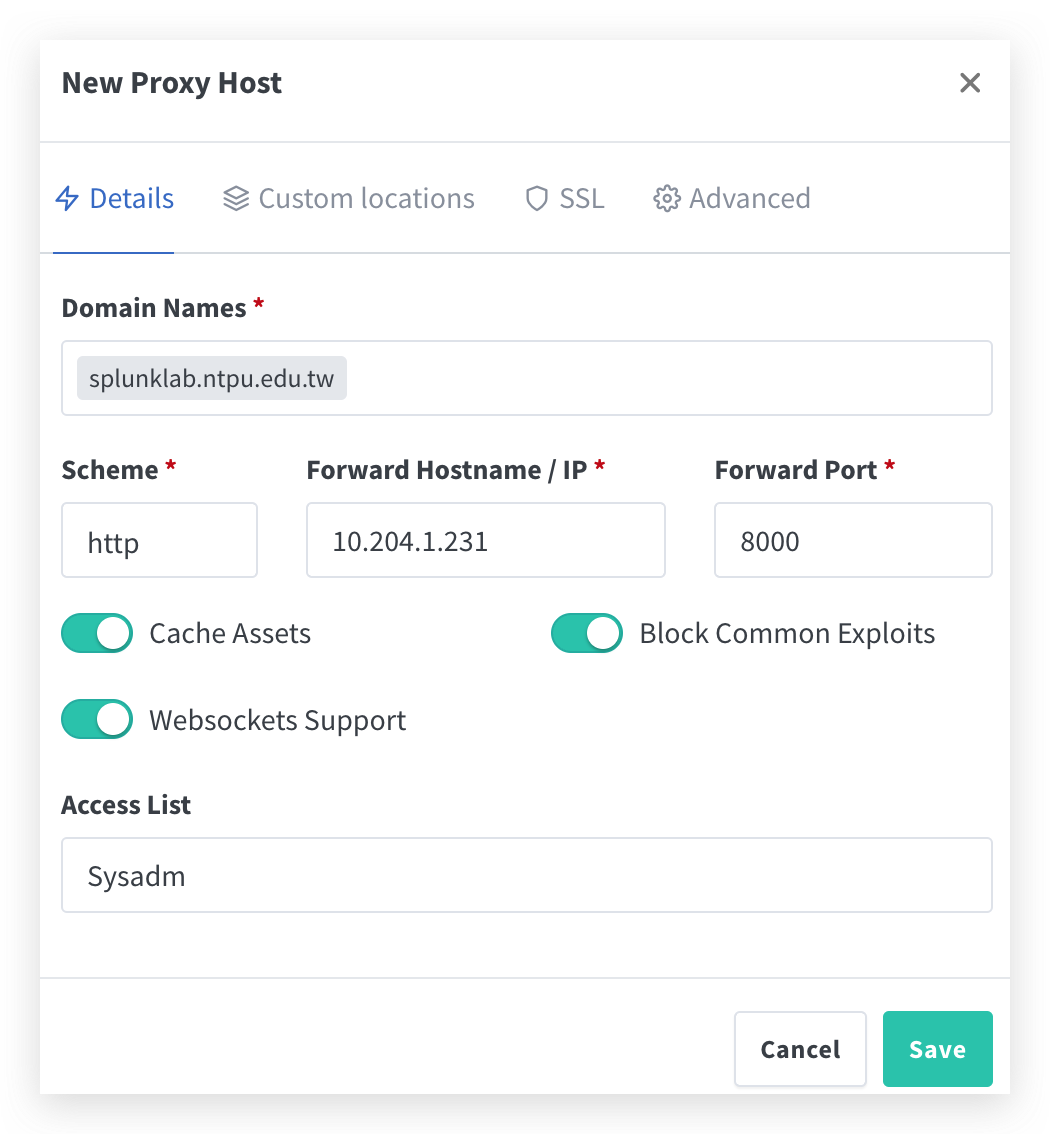 New Proxy Host
Details Custom locations SSL Advanced
Domain Names *
splunklab.ntpu.edu.tw
Scheme * Forward Hostname / IP * Forward Port *
http 10.204.1.231 8000
Cache Assets Block Common Exploits
Websockets Support
Access List
Sysadm
Cancel Save